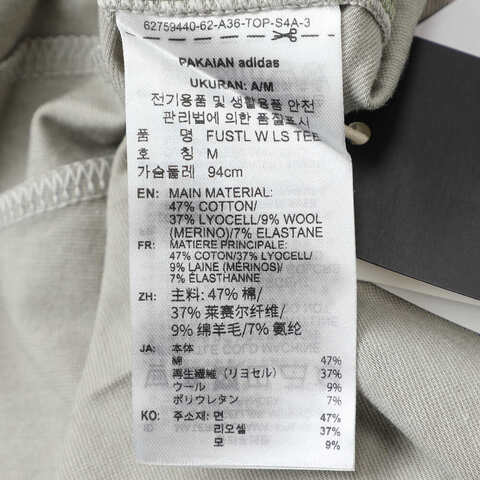 62759440-62-A36-TOP-S4A-3
PAKAIAN adidas
UKURAN: A/M
전기용품 및 생활용품 안전
관리법에 의한 품질표시
품 명 FUSTL W LS TEE
호 칭 M
가슴둘레 94cm
EN: MAIN MATERIAL:
47% COTTON/
37% LYOCELL/9% WOOL
(MERINO)/7% ELASTANE
FR: MATIERE PRINCIPALE:
47% COTON/37% LYOCELL/
9% LAINE (MÉRINOS)/
7% ÉLASTHANNE
ZH: 主料: 47% 棉/
37% 莱赛尔纤维/
9% 绵羊毛/7% 氨纶
JA: 本体
綿 47%
再生繊維（リヨセル） 37%
ウール 9%
ポリウレタン 7%
KO: 주소재: 면 47%
리오셀 37%
모 9%